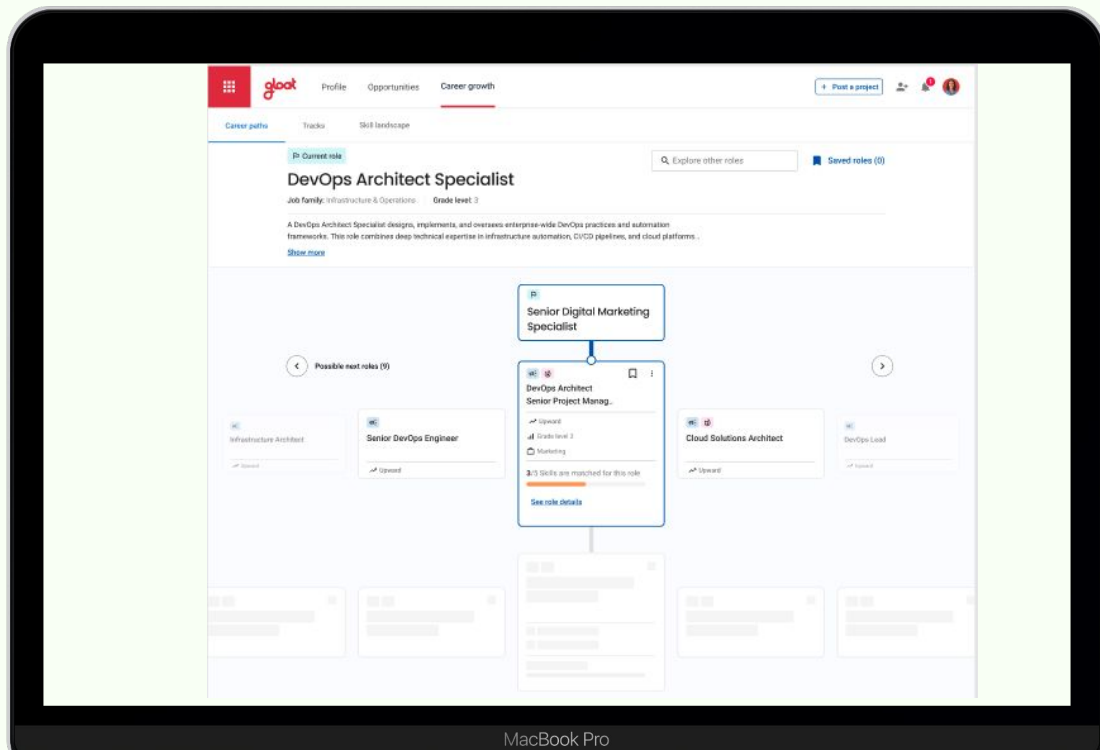 gloat
Profile
Opportunities
Career growth
+ Post a project
1
Career paths
Tracks
Skill landscape
Current role
Explore other roles
Saved roles (0)
DevOps Architect Specialist
Job family: Infrastructure & Operations
Grade level: 3
A DevOps Architect Specialist designs, implements, and oversees enterprise-wide DevOps practices and automation
frameworks. This role combines deep technical expertise in infrastructure automation, CI/CD pipelines, and cloud platforms...
Show more
Senior Digital Marketing
Specialist
Possible next roles (9)
Infrastructure Architect
Upward
Senior DevOps Engineer
Upward
DevOps Architect
Senior Project Manag..
Upward
Grade level 3
Marketing
3/5 Skills are matched for this role
See role details
Cloud Solutions Architect
Upward
DevOps Lead
Upward
MacBook Pro